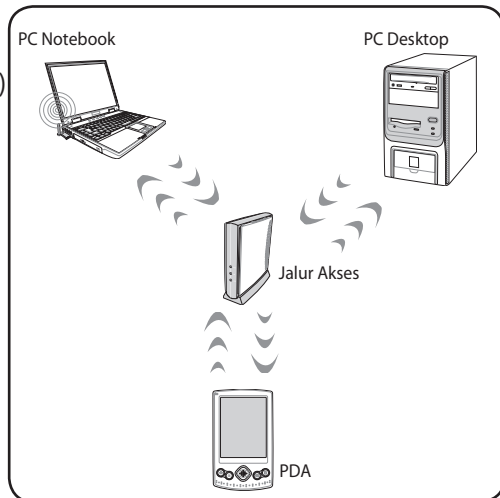 PC Notebook
PC Desktop
)
Jalur Akses
PDA